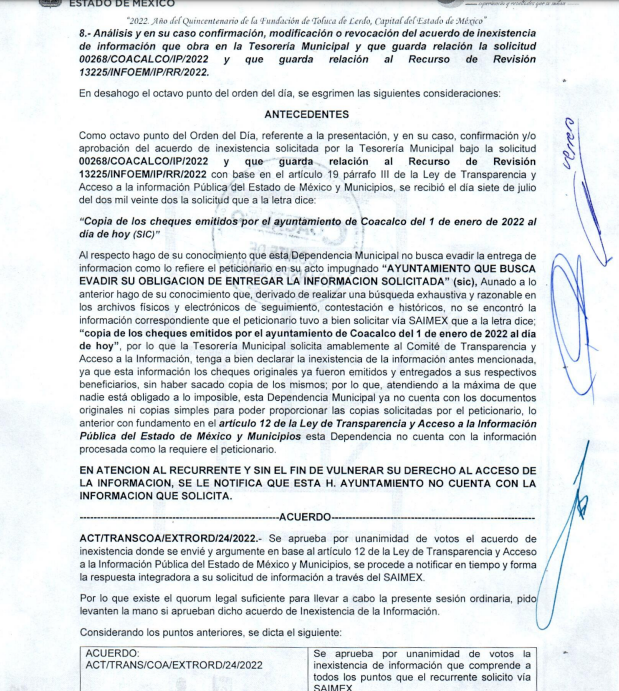 ESTADO DE MÉXICO
"2022. Año del Quincentenario de la Fundación de Toluca de Lerdo, Capital del Estado de México"
8.- Análisis y en su caso confirmación, modificación o revocación del acuerdo de inexistencia
de información que obra en la Tesorería Municipal y que guarda relación la solicitud
00268/COACALCO/IP/2022 y que guarda relación al Recurso de Revisión
13225/INFOEM/IP/RR/2022.
En desahogo el octavo punto del orden del día, se esgrimen las siguientes consideraciones:
ANTECEDENTES
Como octavo punto del Orden del Día, referente a la presentación, y en su caso, confirmación y/o
aprobación del acuerdo de inexistencia solicitada por la Tesorería Municipal bajo la solicitud
00268/COACALCO/IP/2022 y que guarda relación al Recurso de Revisión
13225/INFOEM/IP/RR/2022 con base en el artículo 19 párrafo III de la Ley de Transparencia y
Acceso a la información Pública del Estado de México y Municipios, se recibió el día siete de julio
del dos mil veinte dos la solicitud que a la letra dice:
"Copia de los cheques emitidos por el ayuntamiento de Coacalco del 1 de enero de 2022 al
día de hoy (SIC)"
Al respecto hago de su conocimiento que esta Dependencia Municipal no busca evadir la entrega de
informacion como lo refiere el peticionario en su acto impugnado "AYUNTAMIENTO QUE BUSCA
EVADIR SU OBLIGACION DE ENTREGAR LA INFORMACION SOLICITADA" (sic), Aunado a lo
anterior hago de su conocimiento que, derivado de realizar una búsqueda exhaustiva y razonable en
los archivos físicos y electrónicos de seguimiento, contestación e históricos, no se encontró la
información correspondiente que el peticionario tuvo a bien solicitar vía SAIMEX que a la letra dice;
"copia de los cheques emitidos por el ayuntamiento de Coacalco del 1 de enero de 2022 al día
de hoy", por lo que la Tesorería Municipal solicita amablemente al Comité de Transparencia y
Acceso a la Información, tenga a bien declarar la inexistencia de la información antes mencionada,
ya que esta información los cheques originales ya fueron emitidos y entregados a sus respectivos
beneficiarios, sin haber sacado copia de los mismos; por lo que, atendiendo a la máxima de que
nadie está obligado a lo imposible, esta Dependencia Municipal ya no cuenta con los documentos
originales ni copias simples para poder proporcionar las copias solicitadas por el peticionario, lo
anterior con fundamento en el artículo 12 de la Ley de Transparencia y Acceso a la Información
Pública del Estado de México y Municipios esta Dependencia no cuenta con la información
procesada como la requiere el peticionario.
EN ATENCION AL RECURRENTE Y SIN EL FIN DE VULNERAR SU DERECHO AL ACCESO DE
LA INFORMACION, SE LE NOTIFICA QUE ESTA H. AYUNTAMIENTO NO CUENTA CON LA
INFORMACION QUE SOLICITA.
--------------------------------------------------ACUERDO--------------------------------------------------
ACT/TRANSCOA/EXTRORD/24/2022.- Se aprueba por unanimidad de votos el acuerdo de
inexistencia donde se envié y argumente en base al artículo 12 de la Ley de Transparencia y Acceso
a la Información Pública del Estado de México y Municipios, se procede a notificar en tiempo y forma
la respuesta integradora a su solicitud de información a través del SAIMEX.
Por lo que existe el quorum legal suficiente para llevar a cabo la presente sesión ordinaria, pido
levanten la mano si aprueban dicho acuerdo de Inexistencia de la Información.
Considerando los puntos anteriores, se dicta el siguiente:
ACUERDO:
ACT/TRANS/COA/EXTRORD/24/2022
Se aprueba por unanimidad de votos la
inexistencia de información que comprende a
todos los puntos que el recurrente solicito vía
SAIMEX